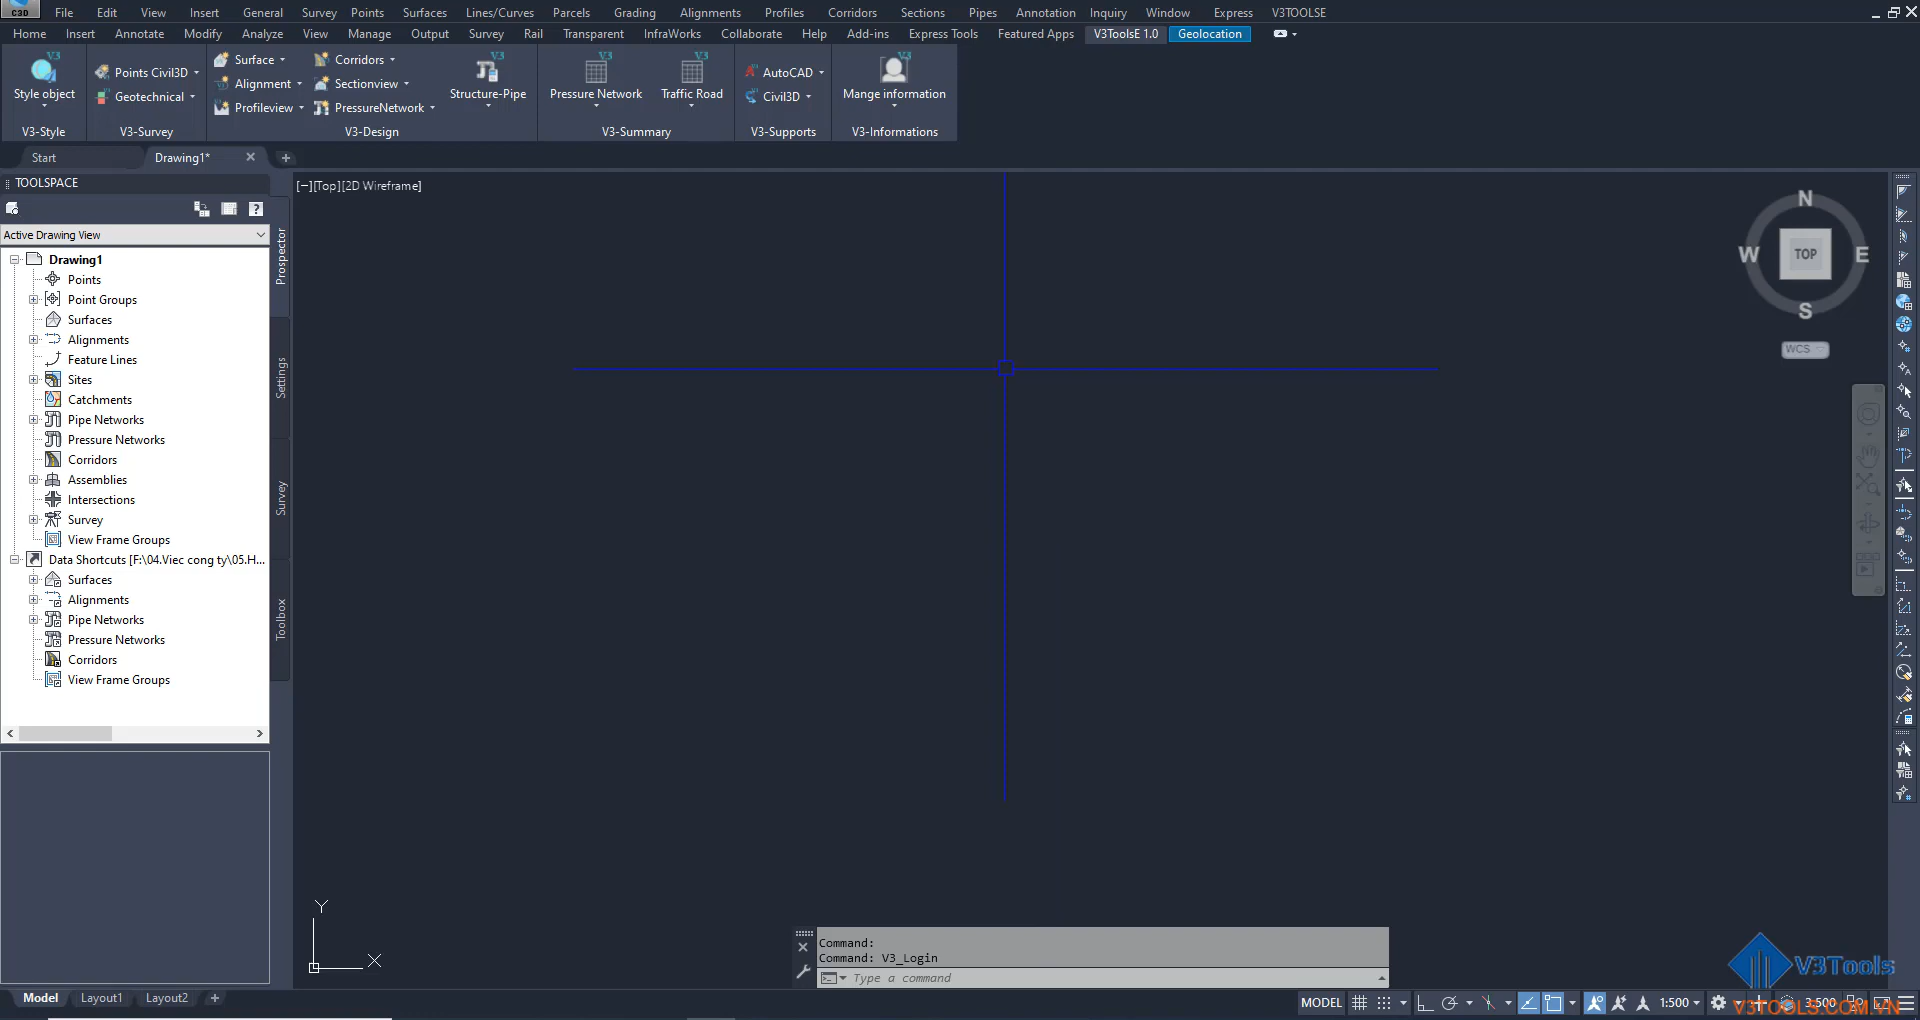 C3D File Edit View Insert General Survey Points Surfaces Lines/Curves Parcels Grading Alignments Profiles Corridors Sections Pipes Annotation Inquiry Window Express V3TOOLSE
Home Insert Annotate Modify Analyze View Manage Output Survey Rail Transparent InfraWorks Collaborate Help Add-ins Express Tools Featured Apps V3ToolsE 1.0 Geolocation
Style object
V3-Style
Points Civil3D
Geotechnical
V3-Survey
Surface
Alignment
Profileview
Corridors
Sectionview
PressureNetwork
Structure-Pipe
V3-Design
Pressure Network
Traffic Road
V3-Summary
AutoCAD
Civil3D
V3-Supports
Mange information
V3-Informations
Start
Drawing1*
TOOLSPACE
Active Drawing View
Drawing1
Points
Point Groups
Surfaces
Alignments
Feature Lines
Sites
Catchments
Pipe Networks
Pressure Networks
Corridors
Assemblies
Intersections
Survey
View Frame Groups
Data Shortcuts [F:\04.Viec cong ty\05.H...
Surfaces
Alignments
Pipe Networks
Pressure Networks
Corridors
View Frame Groups
Prospector
Settings
Survey
Toolbox
[−][Top][2D Wireframe]
N
W TOP E
S
WCS
Y
X
Command:
Command: V3_Login
Type a command
V3Tools
V3TOOLS.COM.VN
Model Layout1 Layout2
MODEL 1:500 3.500